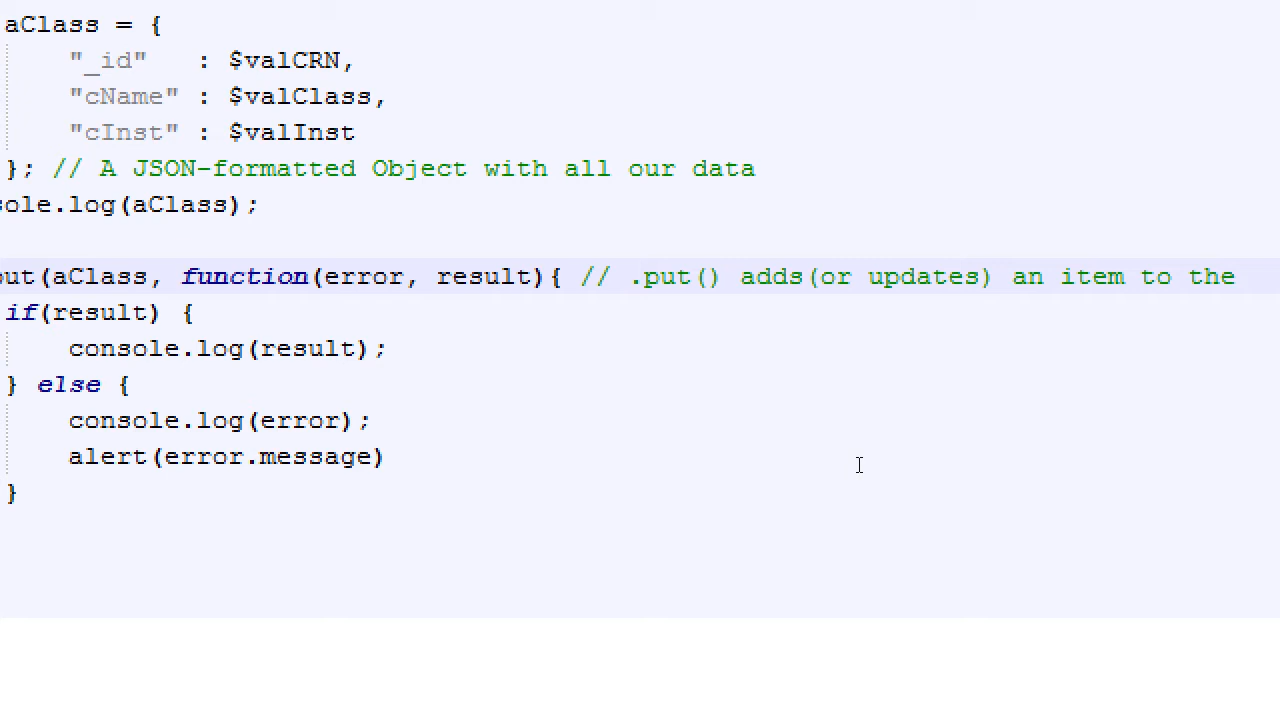 aClass = {
"_id" : $valCRN,
"cName" : $valClass,
"cInst" : $valInst
}; // A JSON-formatted Object with all our data
sole.log(aClass);
out(aClass, function(error, result){ // .put() adds(or updates) an item to the
if(result) {
console.log(result);
} else {
console.log(error);
alert(error.message)
}